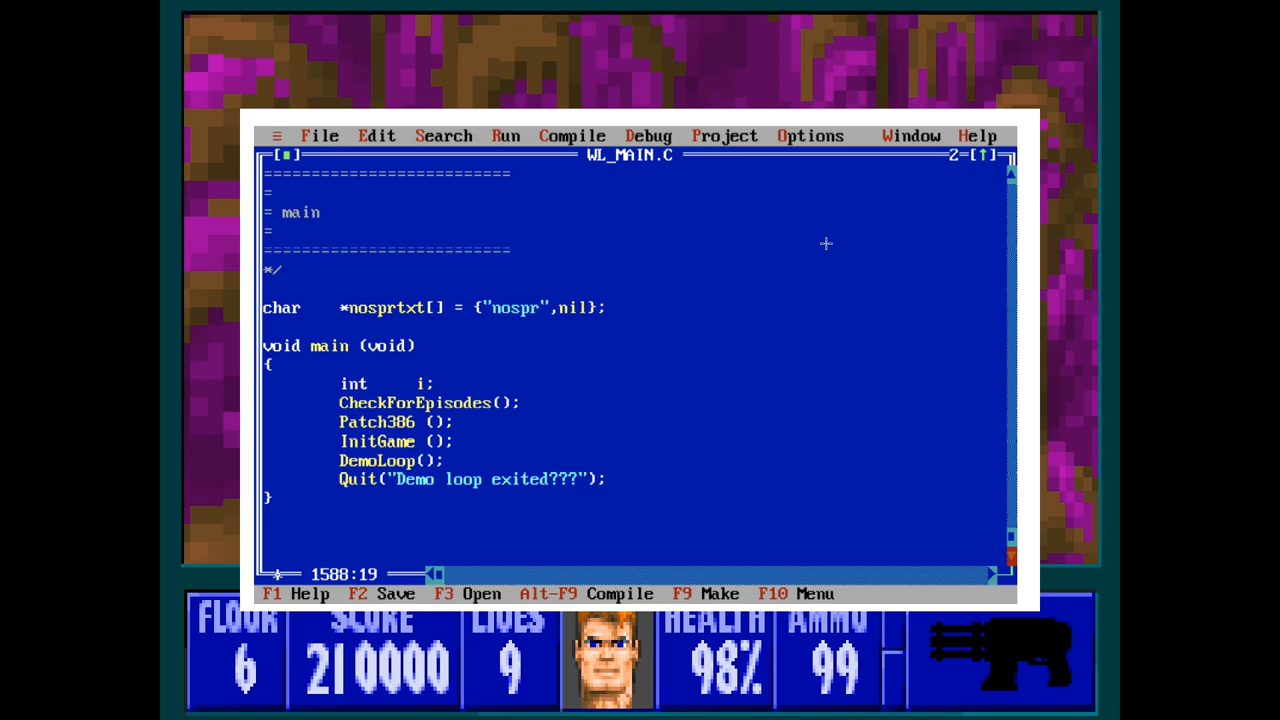 ≡ File Edit Search Run Compile Debug Project Options Window Help
[■] WL_MAIN.C 2=[↑]
==========================
=
= main
=
==========================
*/
char *nosprtxt[] = {"nospr",nil};
void main (void)
{
int i;
CheckForEpisodes();
Patch386 ();
InitGame ();
DemoLoop();
Quit("Demo loop exited???");
}
1588:19
F1 Help F2 Save F3 Open Alt-F9 Compile F9 Make F10 Menu
FLOOR SCORE LIVES HEALTH AMMO
6 210000 9 98% 99